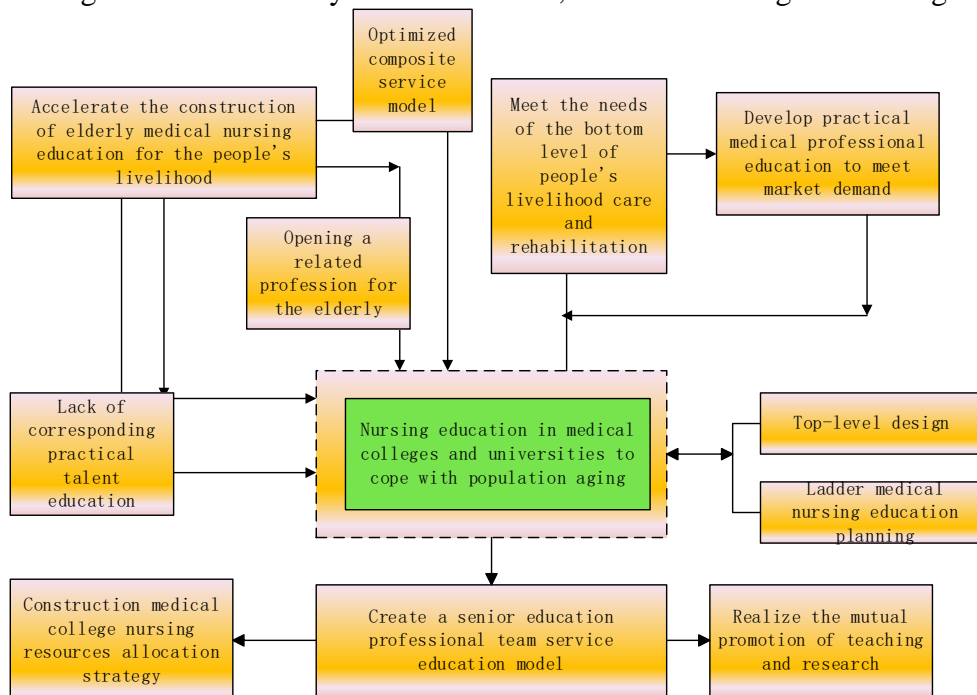 Optimized
composite
service
model
Accelerate the construction
of elderly medical nursing
education for the people's
livelihood
Meet the needs
of the bottom
level of
people's
livelihood care
and
rehabilitation
Develop practical
medical professional
education to meet
market demand
Opening a
related
profession for
the elderly
Lack of
corresponding
practical
talent
education
Nursing education in medical
colleges and universities to
cope with population aging
Top-level design
Ladder medical
nursing education
planning
Construction medical
college nursing
resources allocation
strategy
Create a senior education
professional team service
education model
Realize the mutual
promotion of teaching
and research